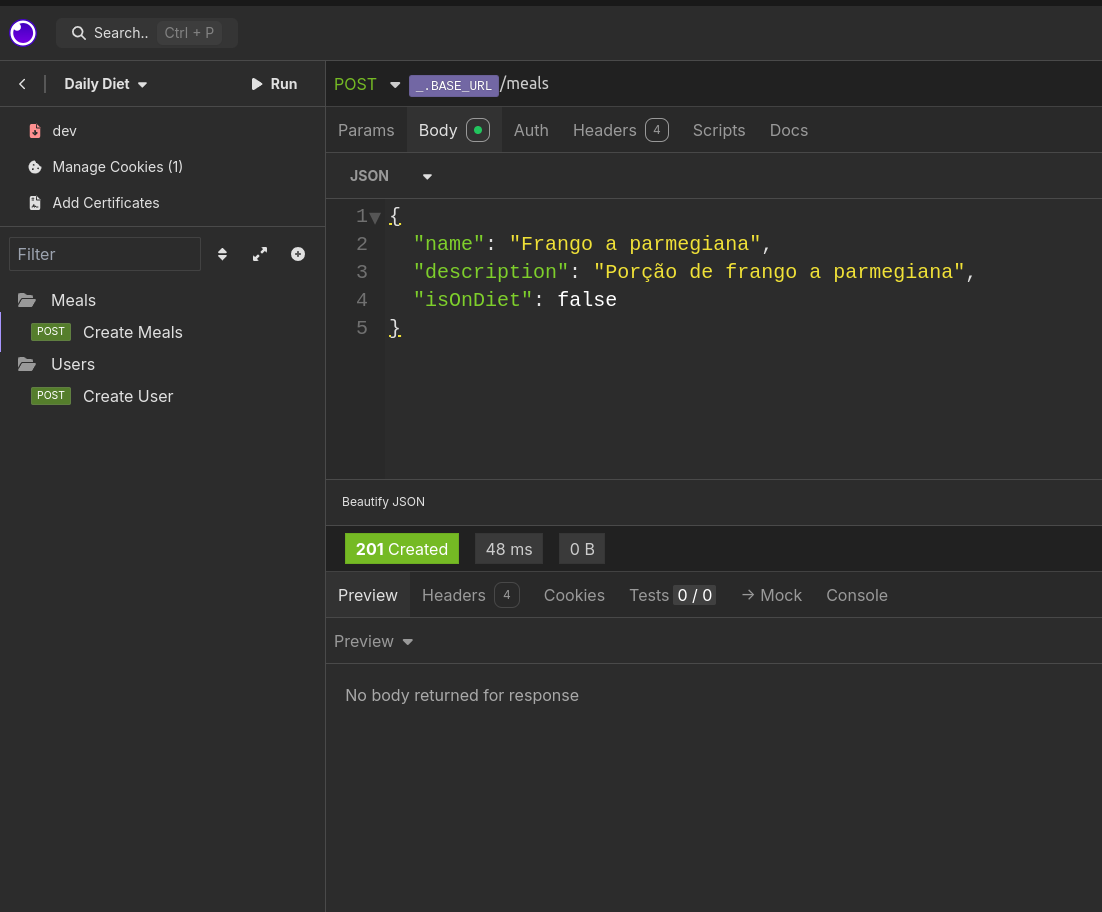 Search.. Ctrl + P
Daily Diet Run
dev
Manage Cookies (1)
Add Certificates
Filter
Meals
POST Create Meals
Users
POST Create User
POST _.BASE_URL/meals
Params Body Auth Headers 4 Scripts Docs
JSON
1 {
2 "name": "Frango a parmegiana",
3 "description": "Porção de frango a parmegiana",
4 "isOnDiet": false
5 }
Beautify JSON
201 Created 48 ms 0 B
Preview Headers 4 Cookies Tests 0 / 0 → Mock Console
Preview
No body returned for response